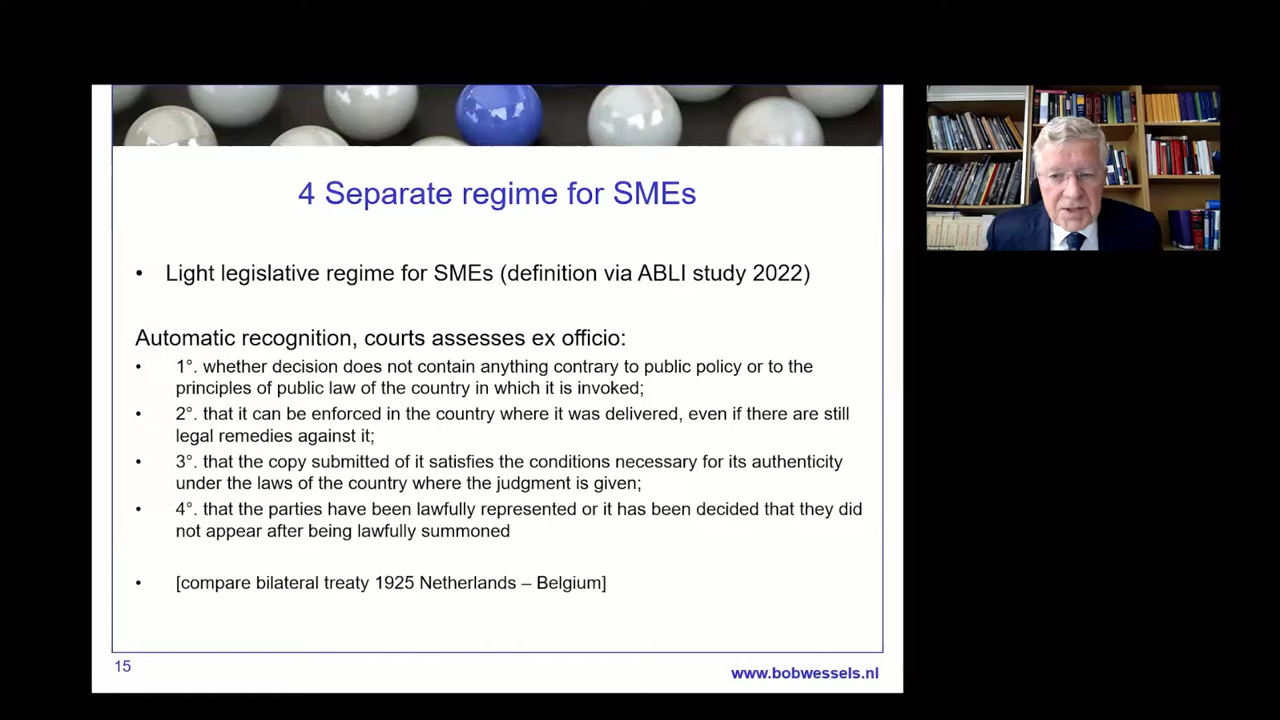 4 Separate regime for SMEs
• Light legislative regime for SMEs (definition via ABLI study 2022)
Automatic recognition, courts assesses ex officio:
• 1°. whether decision does not contain anything contrary to public policy or to the
principles of public law of the country in which it is invoked;
• 2°. that it can be enforced in the country where it was delivered, even if there are still
legal remedies against it;
• 3°. that the copy submitted of it satisfies the conditions necessary for its authenticity
under the laws of the country where the judgment is given;
• 4°. that the parties have been lawfully represented or it has been decided that they did
not appear after being lawfully summoned
• [compare bilateral treaty 1925 Netherlands – Belgium]
15
www.bobwessels.nl